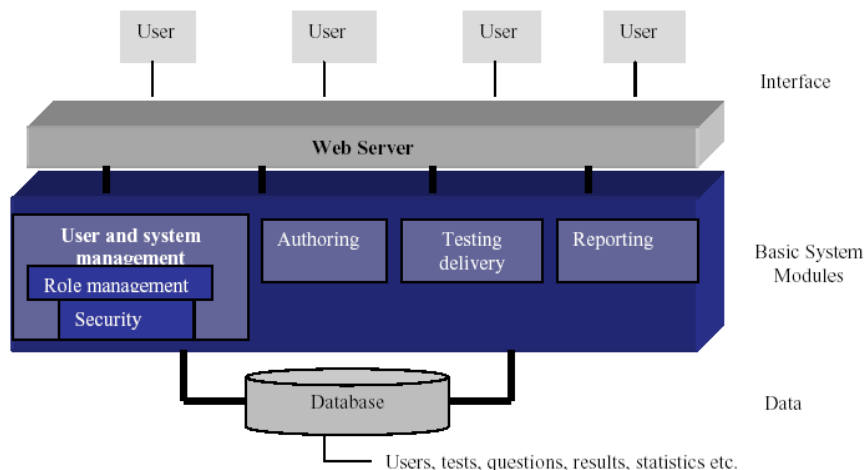 User User User User
Interface
Web Server
User and system
management
Role management
Security
Authoring
Testing
delivery
Reporting
Basic System
Modules
Database
Data
Users, tests, questions, results, statistics etc.